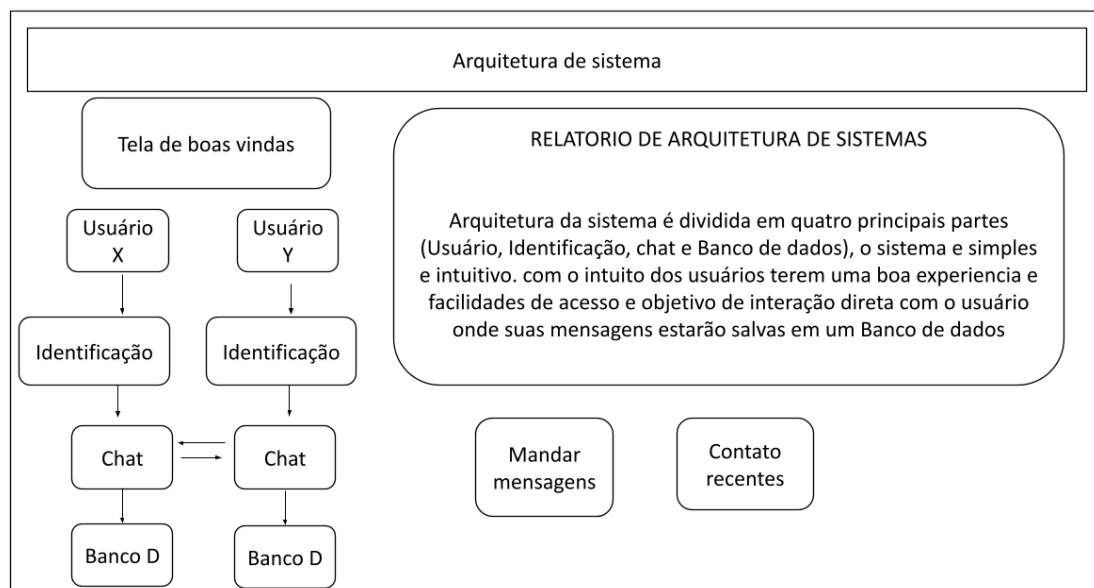 Arquitetura de sistema
Tela de boas vindas
Usuário
X
Usuário
Y
Identificação
Identificação
Chat
Chat
Banco D
Banco D
RELATORIO DE ARQUITETURA DE SISTEMAS
Arquitetura da sistema é dividida em quatro principais partes
(Usuário, Identificação, chat e Banco de dados), o sistema e simples
e intuitivo. com o intuito dos usuários terem uma boa experiencia e
facilidades de acesso e objetivo de interação direta com o usuário
onde suas mensagens estarão salvas em um Banco de dados
Mandar
mensagens
Contato
recentes